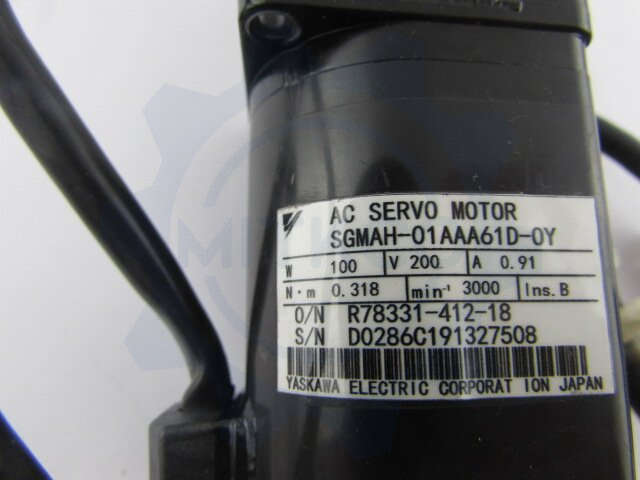 AC SERVO MOTOR
SGMAH-01AAA61D-0Y
W 100 V 200 A 0.91
N·m 0.318 min-¹ 3000 Ins.B
O/N R78331-412-18
S/N D0286C191327508
YASKAWA ELECTRIC CORPORAT ION JAPAN